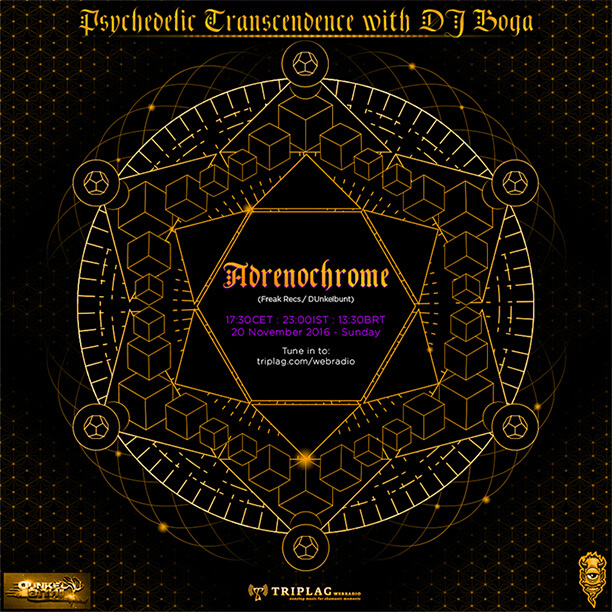 Psychedelic Transcendence with DJ Boga
Adrenochrome
(Freak Recs./ DUnkelbunt)
17:30CET : 23:00IST : 13:30BRT
20 November 2016 - Sunday
Tune in to:
triplag.com/webradio
TRIPLAG WEBRADIO